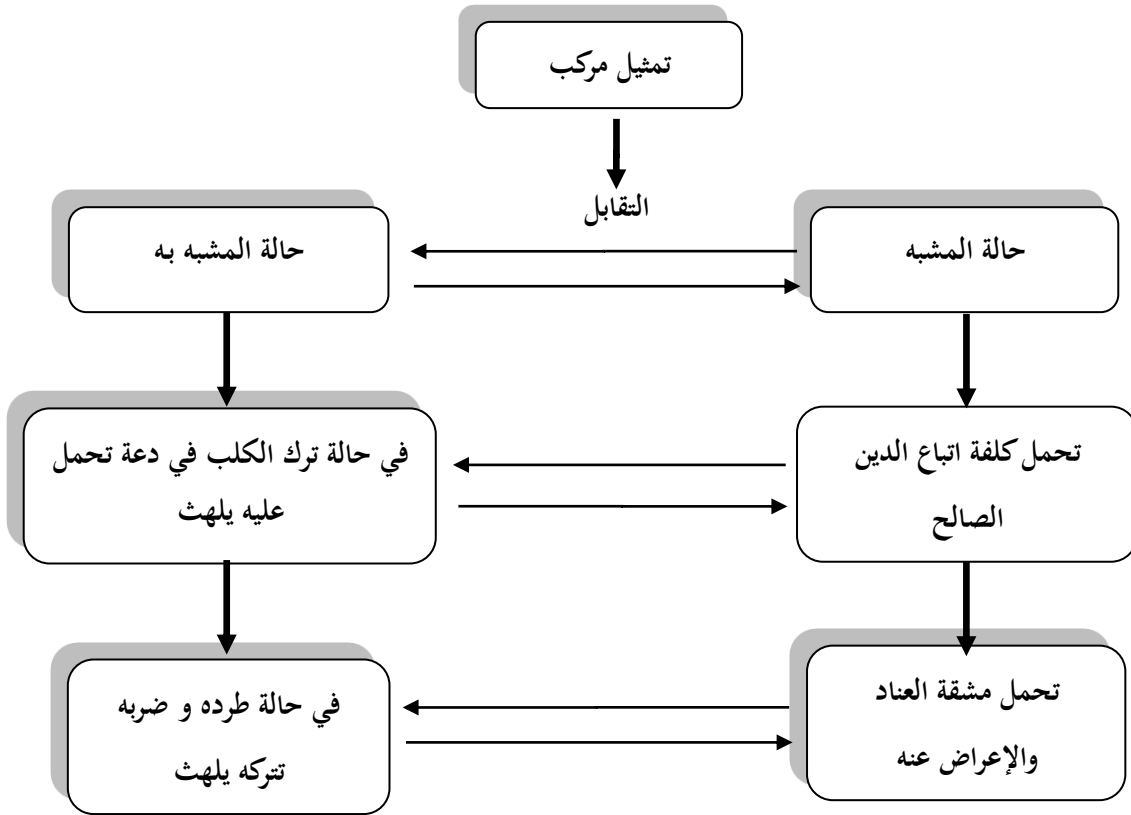 تمثيل مركب
التقابل
حالة المشبه
حالة المشبه به
تحمل كلفة اتباع الدين
الصالح
في حالة ترك الكلب في دعة تحمل
عليه يلهث
تحمل مشقة العناد
والإعراض عنه
في حالة طرده و ضربه
تتركه يلهث